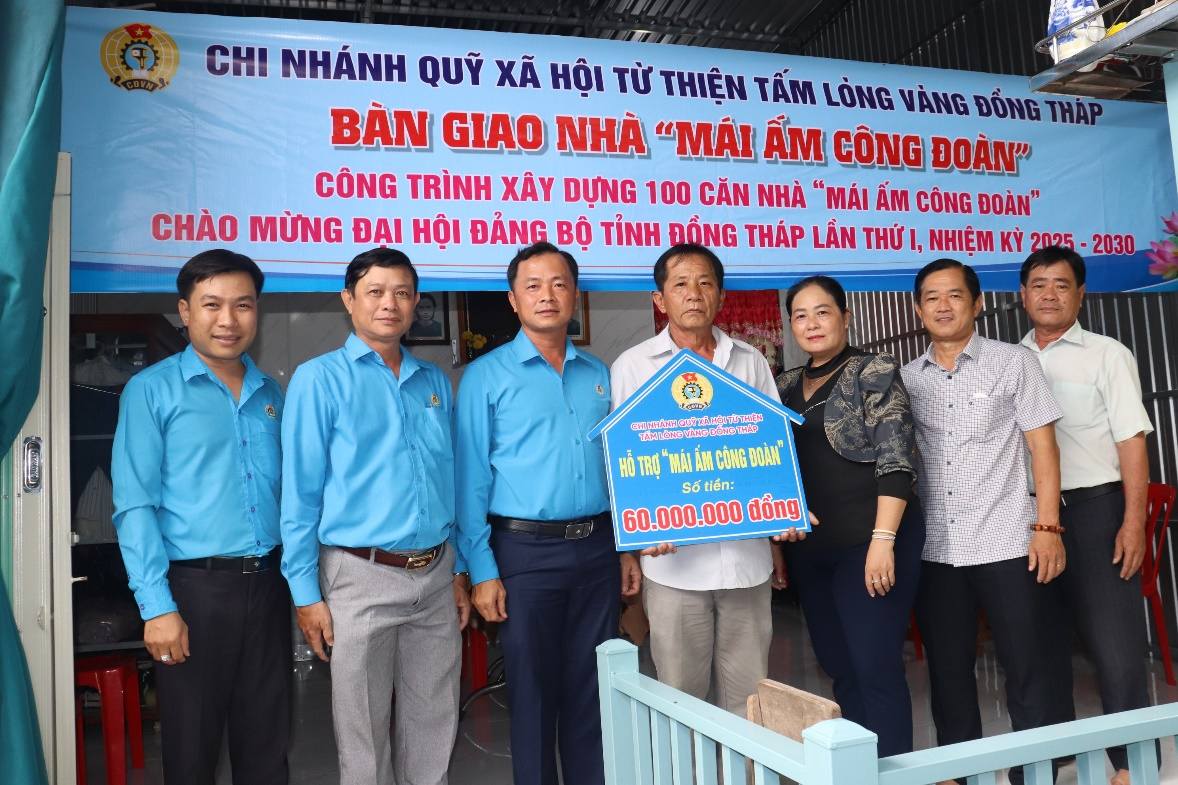 CĐVN
CHI NHÁNH QUỸ XÃ HỘI TỪ THIỆN TẤM LÒNG VÀNG ĐỒNG THÁP
BÀN GIAO NHÀ “MÁI ẤM CÔNG ĐOÀN”
CÔNG TRÌNH XÂY DỰNG 100 CĂN NHÀ “MÁI ẤM CÔNG ĐOÀN”
CHÀO MỪNG ĐẠI HỘI ĐẢNG BỘ TỈNH ĐỒNG THÁP LẦN THỨ I, NHIỆM KỲ 2025 - 2030
CĐVN
CHI NHÁNH QUỸ XÃ HỘI TỪ THIỆN
TẤM LÒNG VÀNG ĐỒNG THÁP
HỖ TRỢ “MÁI ẤM CÔNG ĐOÀN”
Số tiền:
60.000.000 đồng